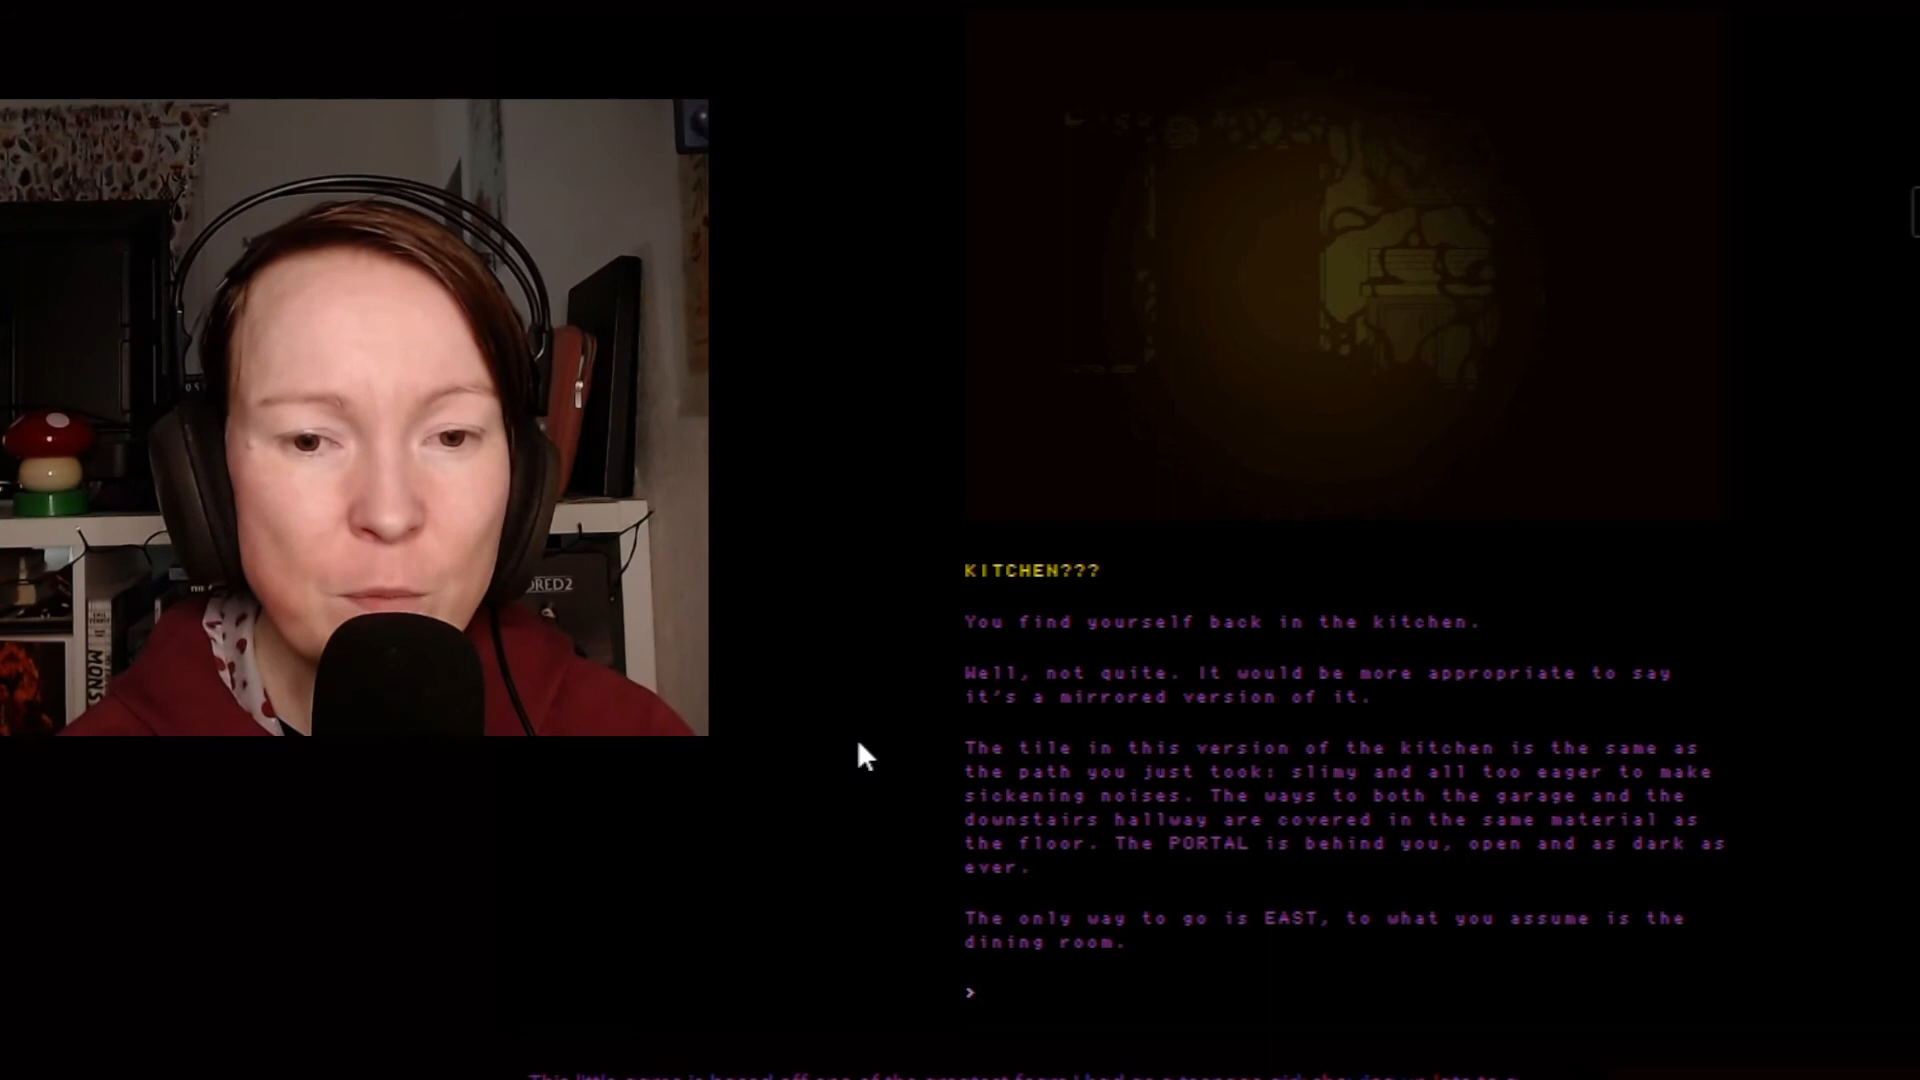 KITCHEN???
You find yourself back in the kitchen.
Well, not quite. It would be more appropriate to say
it's a mirrored version of it.
The tile in this version of the kitchen is the same as
the path you just took: slimy and all too eager to make
sickening noises. The ways to both the garage and the
downstairs hallway are covered in the same material as
the floor. The PORTAL is behind you, open and as dark as
ever.
The only way to go is EAST, to what you assume is the
dining room.
>
MONS